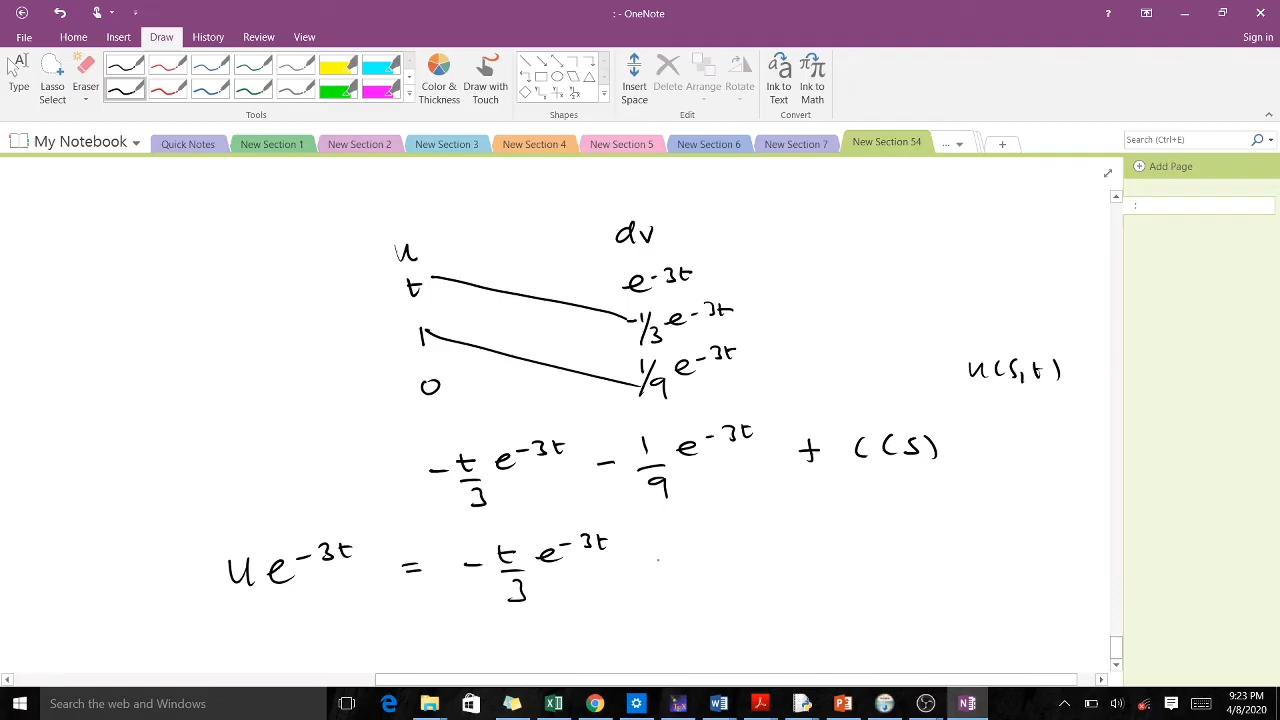 : - OneNote
File Home Insert Draw History Review View Sign in
Type Lasso Select Eraser Color & Thickness Draw with Touch Insert Space Delete Arrange Rotate Ink to Text Ink to Math
Tools Shapes Edit Convert
My Notebook Quick Notes New Section 1 New Section 2 New Section 3 New Section 4 New Section 5 New Section 6 New Section 7 New Section 54 ... Search (Ctrl+E)
Add Page
:
u dv
t e^{-3t}
1 -1/3 e^{-3t}
0 1/9 e^{-3t}
u(s,t)
-t/3 e^{-3t} - 1/9 e^{-3t} + C(s)
u e^{-3t} = -t/3 e^{-3t}
Search the web and Windows
9:23 PM
4/8/2020